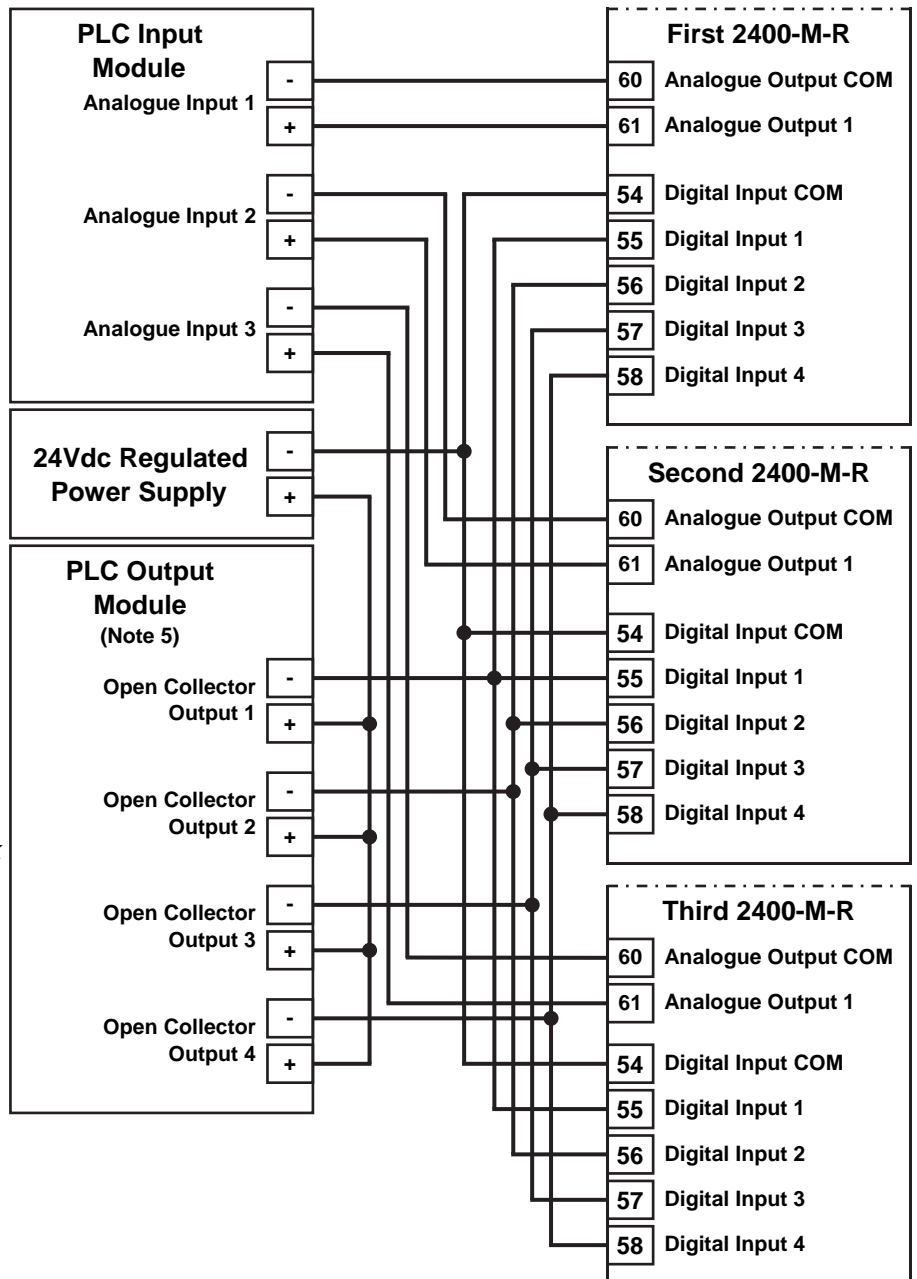 PLC Input
Module
Analogue Input 1
-
+
Analogue Input 2
-
+
Analogue Input 3
-
+
24Vdc Regulated
Power Supply
-
+
PLC Output
Module
(Note 5)
Open Collector
Output 1
-
+
Open Collector
Output 2
-
+
Open Collector
Output 3
-
+
Open Collector
Output 4
-
+
First 2400-M-R
60 Analogue Output COM
61 Analogue Output 1
54 Digital Input COM
55 Digital Input 1
56 Digital Input 2
57 Digital Input 3
58 Digital Input 4
Second 2400-M-R
60 Analogue Output COM
61 Analogue Output 1
54 Digital Input COM
55 Digital Input 1
56 Digital Input 2
57 Digital Input 3
58 Digital Input 4
Third 2400-M-R
60 Analogue Output COM
61 Analogue Output 1
54 Digital Input COM
55 Digital Input 1
56 Digital Input 2
57 Digital Input 3
58 Digital Input 4